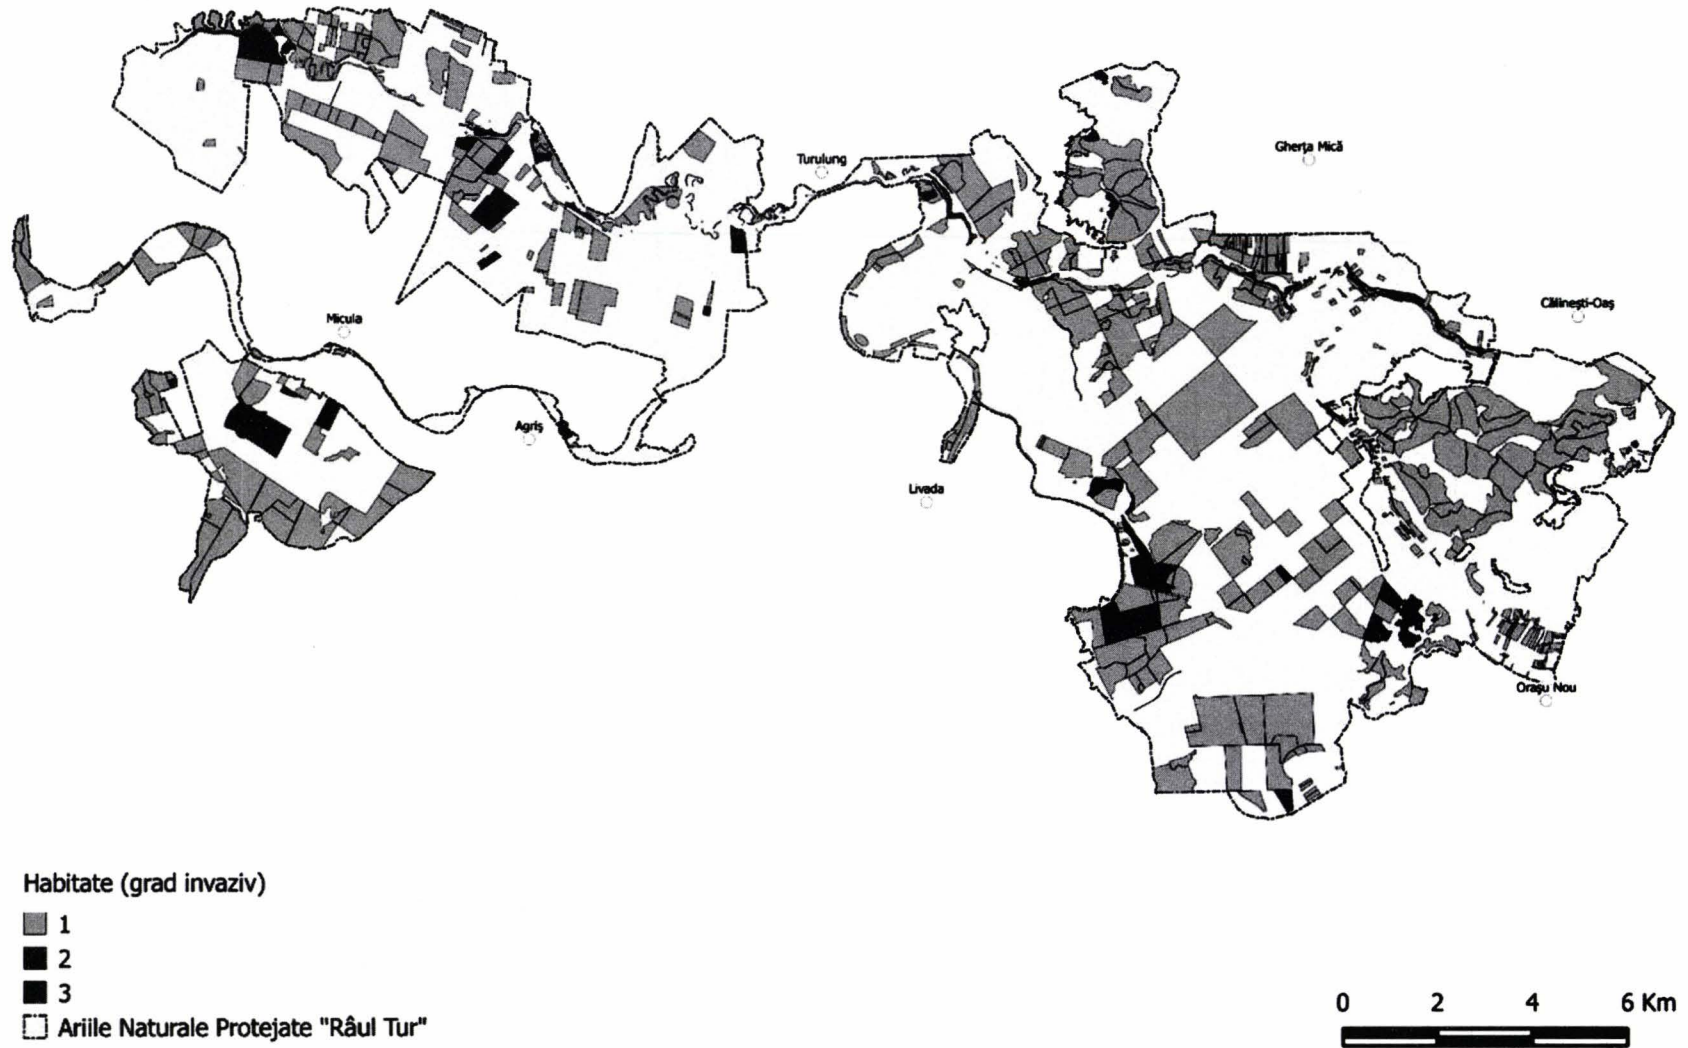 Gherța Mică
Turulung
Călinești-Oaș
Micula
Agriș
Livada
Orașu Nou
Habitate (grad invaziv)
1
2
3
Ariile Naturale Protejate "Râul Tur"
0 2 4 6 Km